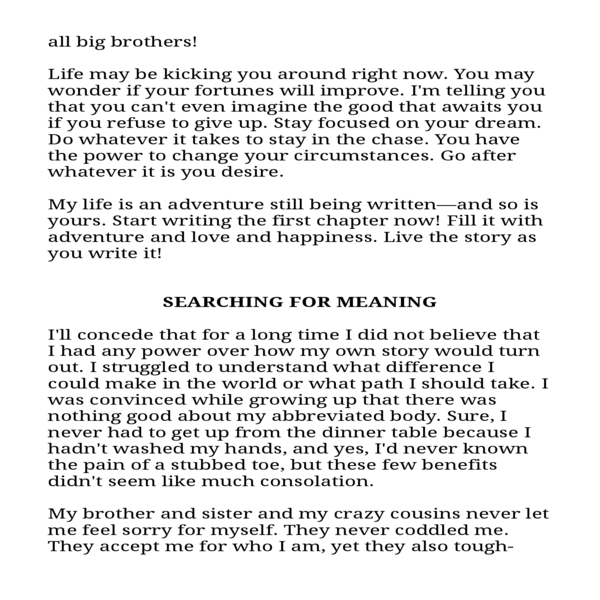 all big brothers!
Life may be kicking you around right now. You may
wonder if your fortunes will improve. I'm telling you
that you can't even imagine the good that awaits you
if you refuse to give up. Stay focused on your dream.
Do whatever it takes to stay in the chase. You have
the power to change your circumstances. Go after
whatever it is you desire.
My life is an adventure still being written—and so is
yours. Start writing the first chapter now! Fill it with
adventure and love and happiness. Live the story as
you write it!
SEARCHING FOR MEANING
I'll concede that for a long time I did not believe that
I had any power over how my own story would turn
out. I struggled to understand what difference I
could make in the world or what path I should take. I
was convinced while growing up that there was
nothing good about my abbreviated body. Sure, I
never had to get up from the dinner table because I
hadn't washed my hands, and yes, I'd never known
the pain of a stubbed toe, but these few benefits
didn't seem like much consolation.
My brother and sister and my crazy cousins never let
me feel sorry for myself. They never coddled me.
They accept me for who I am, yet they also tough-